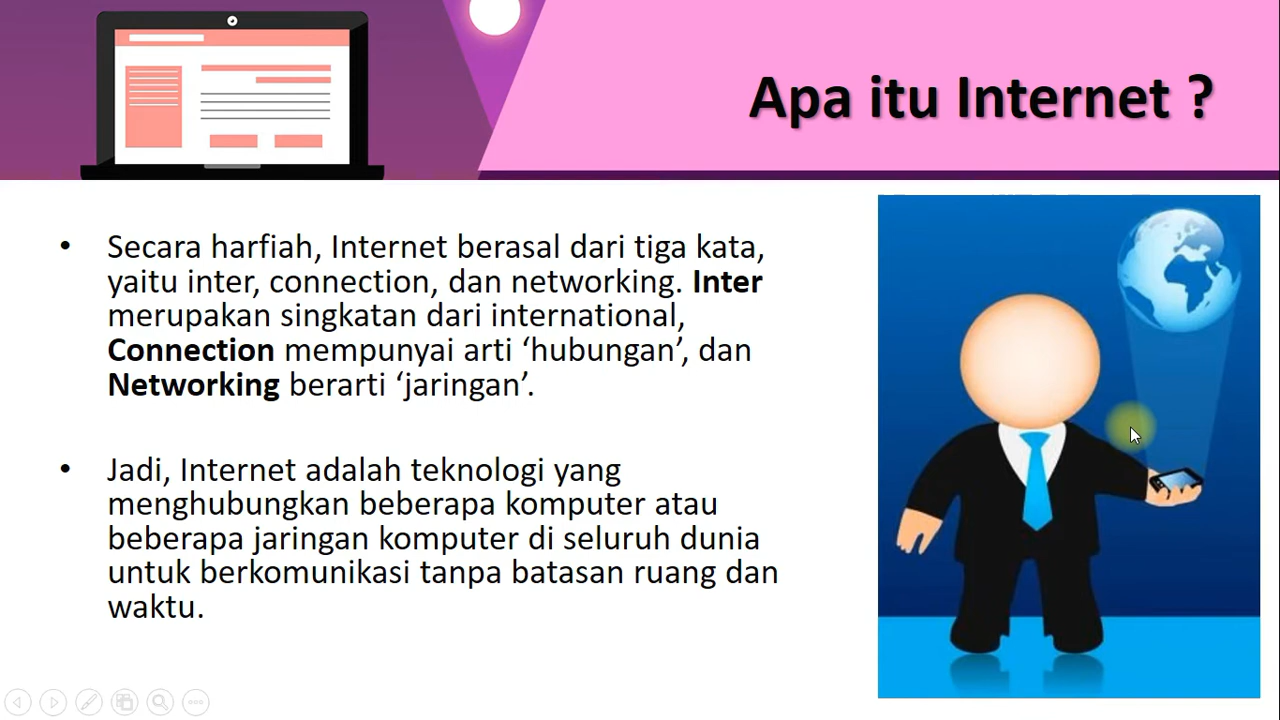 Apa itu Internet ?
• Secara harfiah, Internet berasal dari tiga kata,
yaitu inter, connection, dan networking. Inter
merupakan singkatan dari international,
Connection mempunyai arti ‘hubungan’, dan
Networking berarti ‘jaringan’.
• Jadi, Internet adalah teknologi yang
menghubungkan beberapa komputer atau
beberapa jaringan komputer di seluruh dunia
untuk berkomunikasi tanpa batasan ruang dan
waktu.